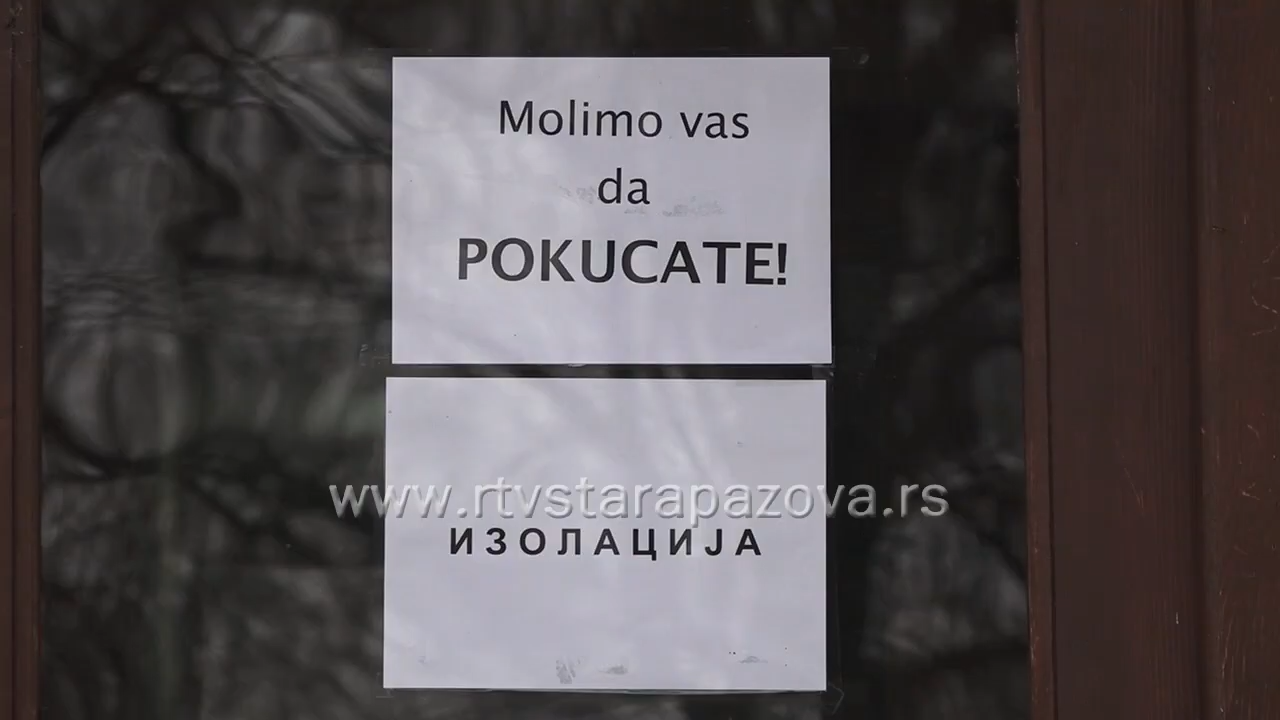 Molimo vas
da
POKUCATE!
www.rtvstarapazova.rs
ИЗОЛАЦИЈА